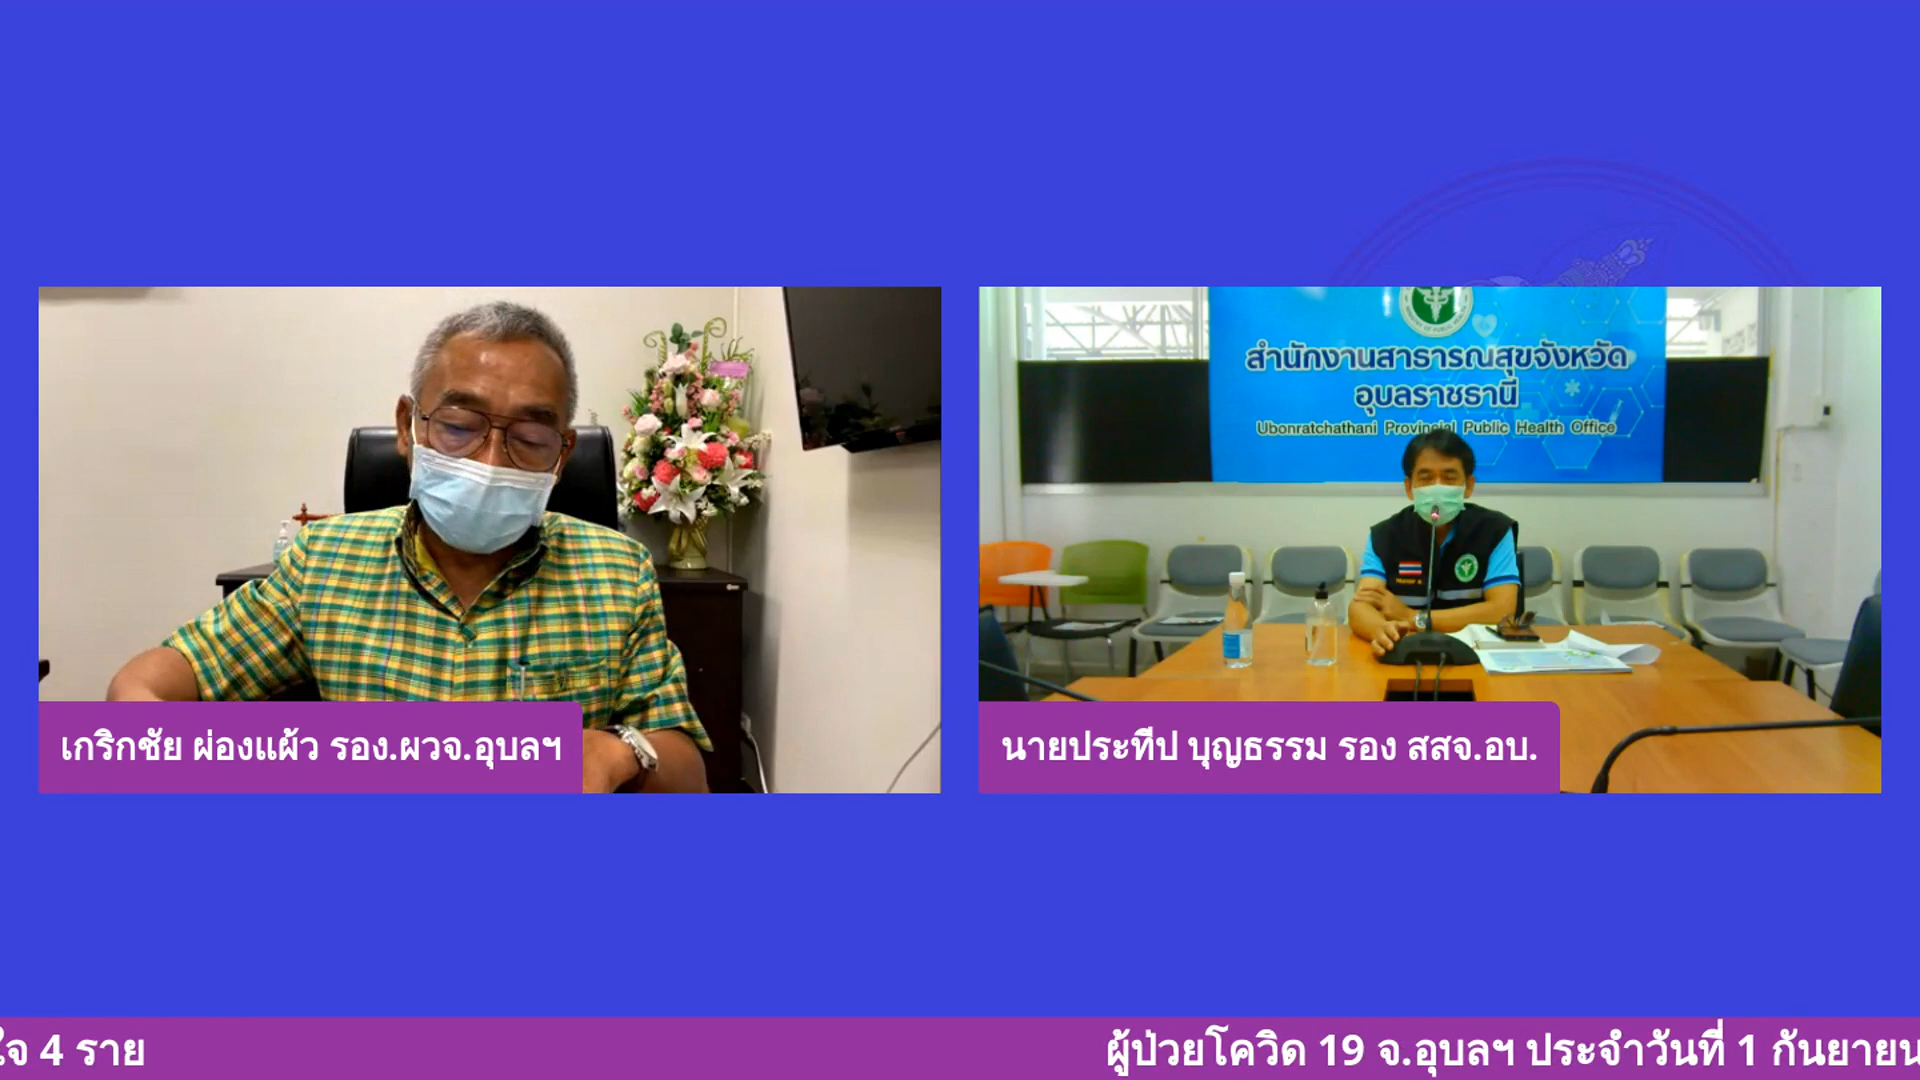 สำนักงานสาธารณสุขจังหวัด
อุบลราชธานี
Ubonratchathani Provincial Public Health Office
เกริกชัย ผ่องแผ้ว รอง.ผวจ.อุบลฯ
นายประทีป บุญธรรม รอง สสจ.อบ.
ใจ 4 ราย
ผู้ป่วยโควิด 19 จ.อุบลฯ ประจำวันที่ 1 กันยายน